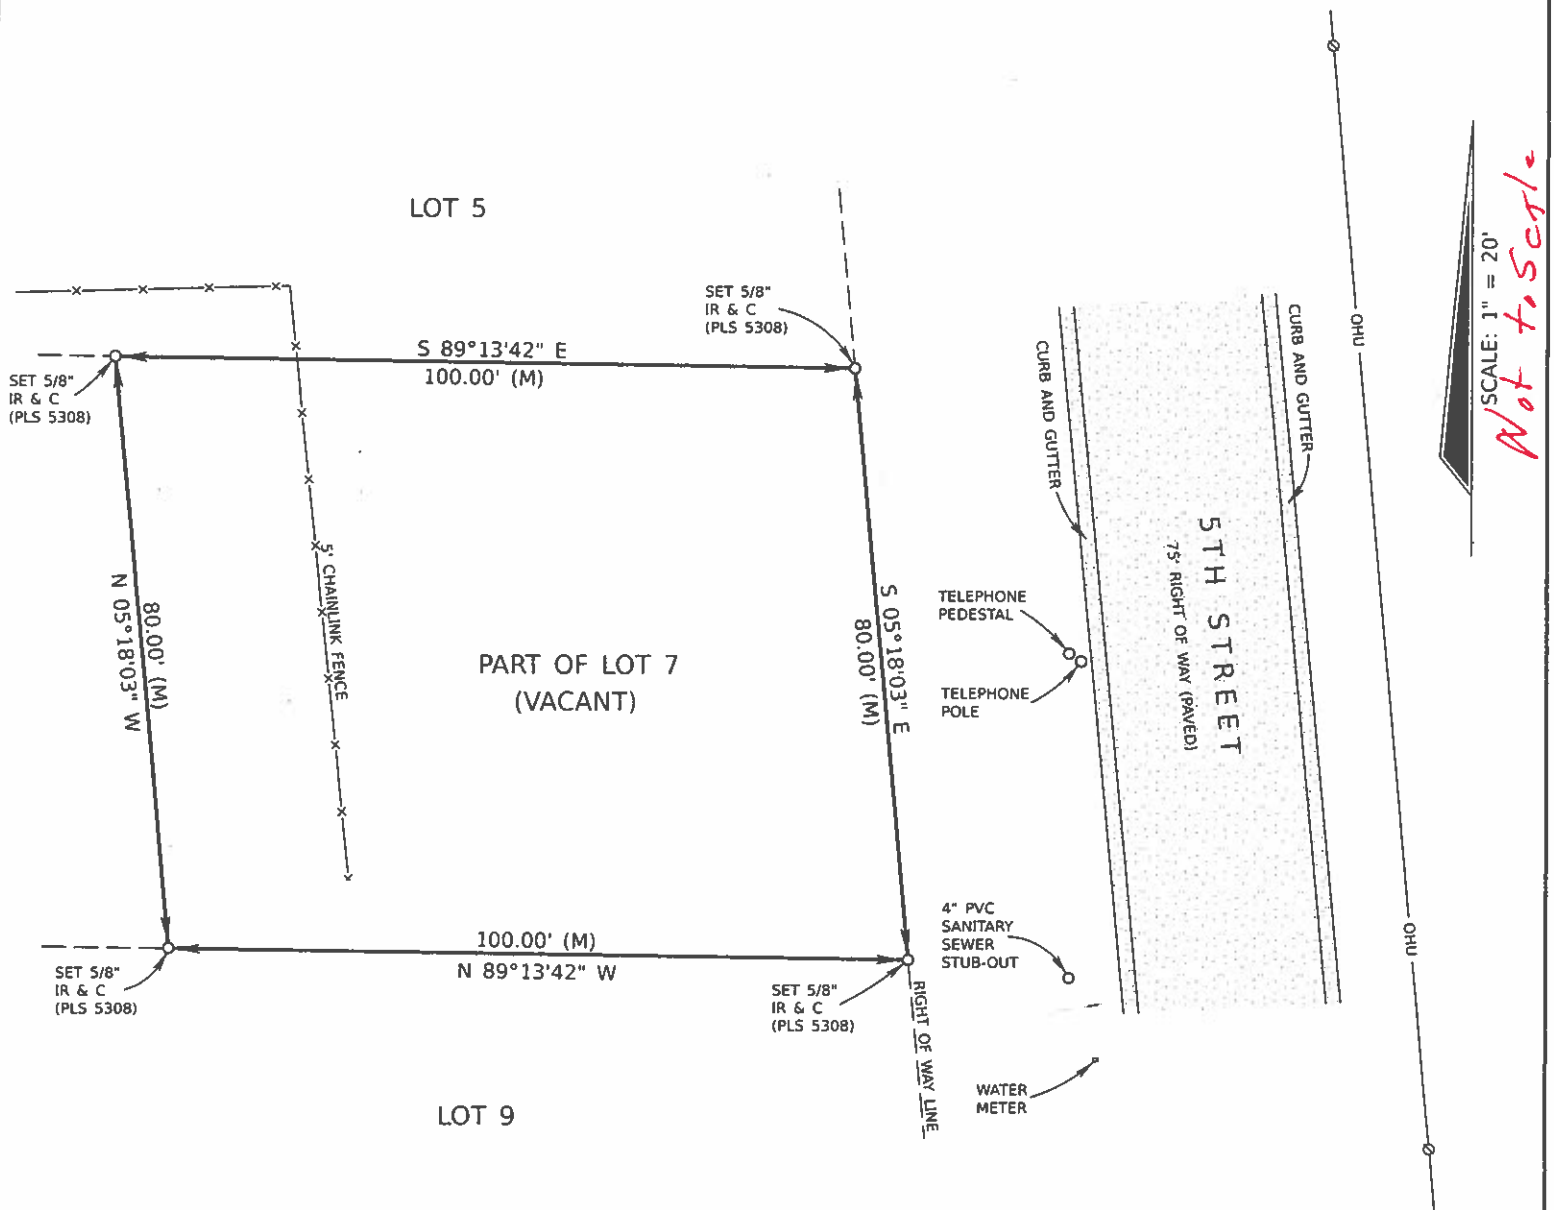 LOT 5
SET 5/8"
IR & C
(PLS 5308)
S 89°13'42" E
100.00' (M)
SET 5/8"
IR & C
(PLS 5308)
N 05°18'03" W
80.00' (M)
5' CHAINLINK FENCE
PART OF LOT 7
(VACANT)
S 05°18'03" E
80.00' (M)
100.00' (M)
N 89°13'42" W
SET 5/8"
IR & C
(PLS 5308)
SET 5/8"
IR & C
(PLS 5308)
RIGHT OF WAY LINE
LOT 9
TELEPHONE
PEDESTAL
TELEPHONE
POLE
4" PVC
SANITARY
SEWER
STUB-OUT
WATER
METER
CURB AND GUTTER
5TH STREET
75' RIGHT OF WAY (PAVED)
CURB AND GUTTER
OHU
OHU
SCALE: 1" = 20'
Not to Scale